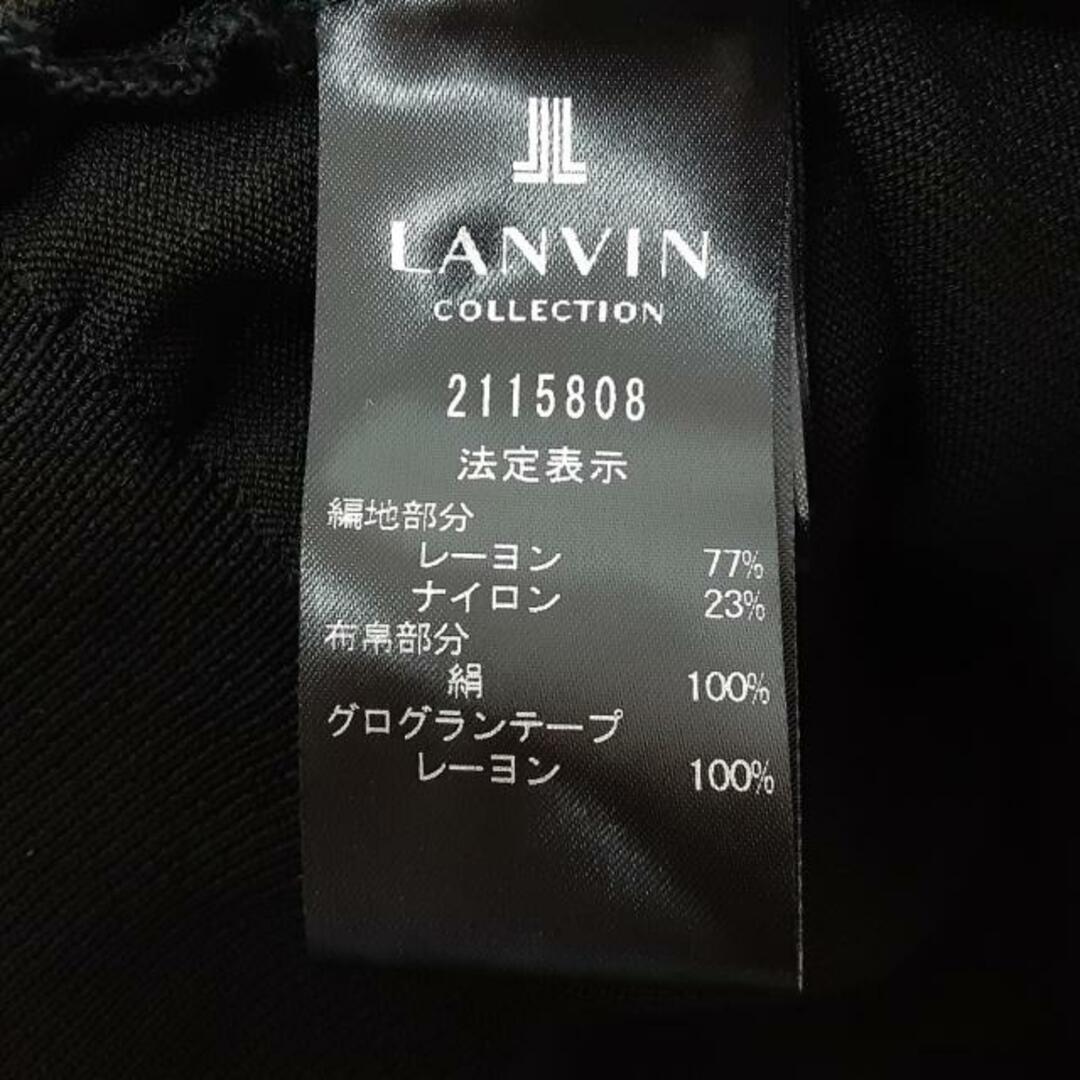 LANVIN
COLLECTION
2115808
法定表示
編地部分
レーヨン 77%
ナイロン 23%
布帛部分
絹 100%
グログランテープ
レーヨン 100%